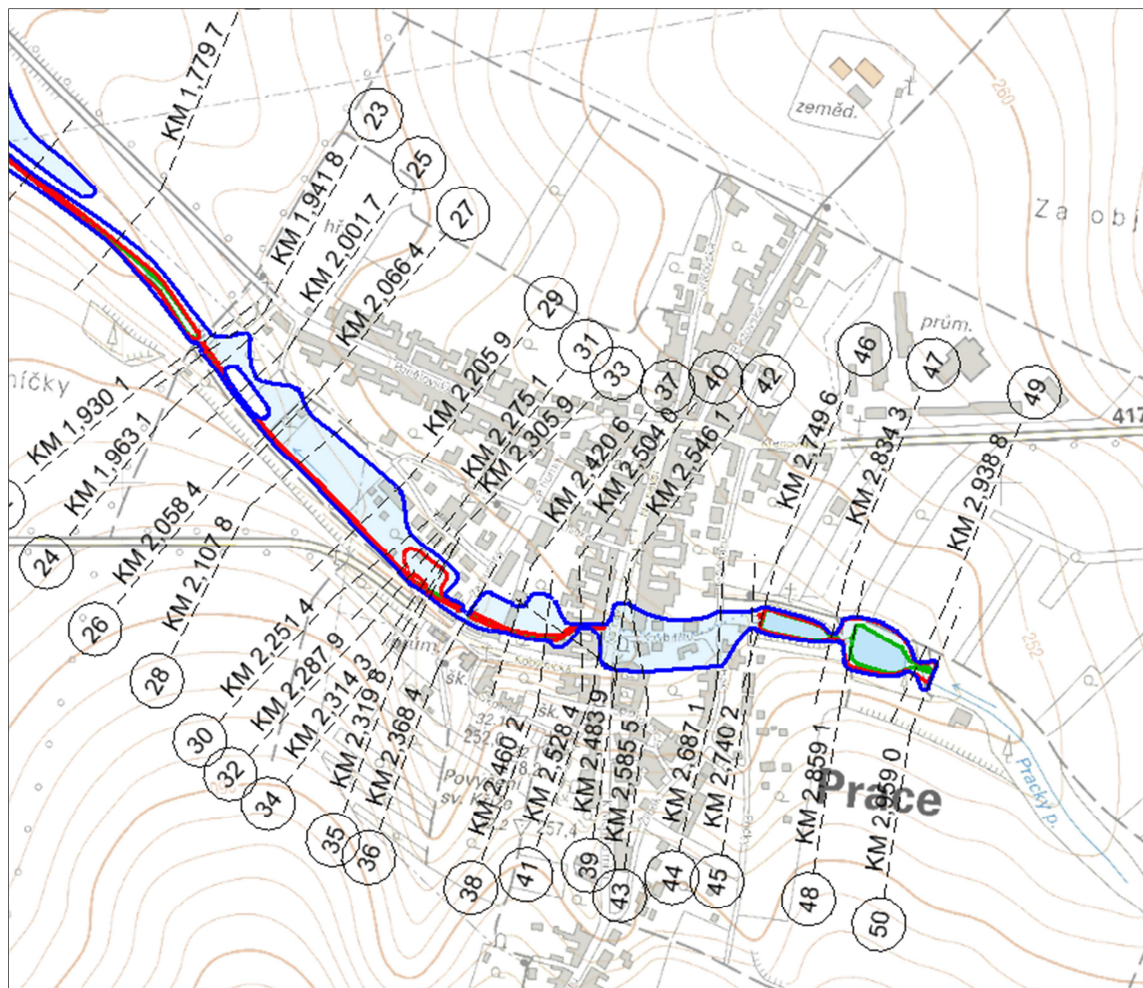 KM 1,779 7
23
KM 1,941 8
25
KM 2,001 7
27
KM 2,066 4
29
KM 2,205 9
31
KM 2,275 1
33
KM 2,305 9
37
KM 2,420 6
40
KM 2,504 0
42
KM 2,546 1
46
KM 2,749 6
47
KM 2,834 3
49
KM 2,938 8
zeměd.
260
Za obj
prům.
417
252
níčky
KM 1,930 1
24
KM 1,963 1
26
KM 2,058 4
28
KM 2,107 8
30
KM 2,251 4
32
KM 2,287 9
34
KM 2,314 3
35
KM 2,319 8
36
KM 2,368 4
38
KM 2,460 2
41
KM 2,528 4
39
KM 2,483 9
43
KM 2,585 5
44
KM 2,687 1
45
KM 2,740 2
48
KM 2,859 1
50
KM 2,959 0
prům.
šk.
šk.
Kobylnická
Povýšení
sv. Kříže
257,4
Prace
Pracky p.